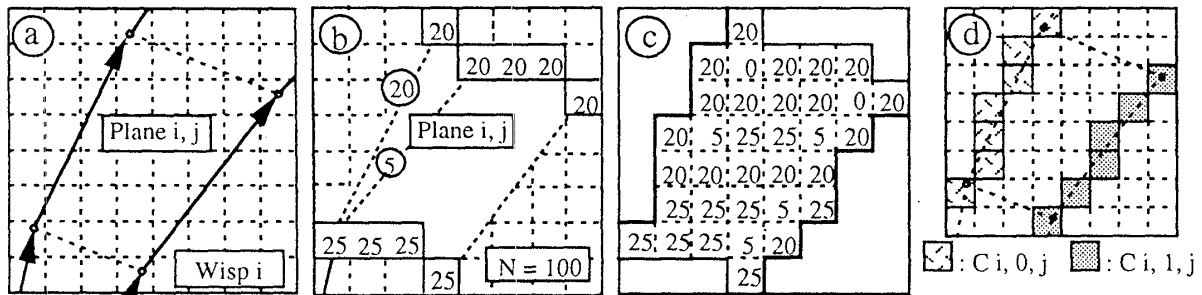 a
Plane i, j
Wisp i
b
20
20 20 20
20
20
Plane i, j
5
25 25 25
25
N = 100
c
20
20 0 20 20 20
20 20 20 20 0 20
20 5 25 25 5 20
20 20 20 20 20
25 25 25 5 25
25 25 25 5 20
25
d
: C i, 0, j
: C i, 1, j